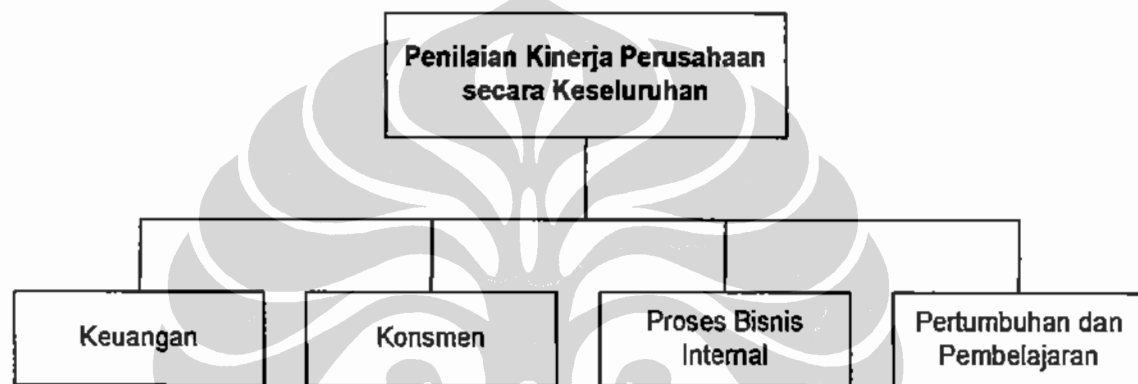 Penilaian Kinerja Perusahaan
secara Keseluruhan
Keuangan
Konsmen
Proses Bisnis
Internal
Pertumbuhan dan
Pembelajaran